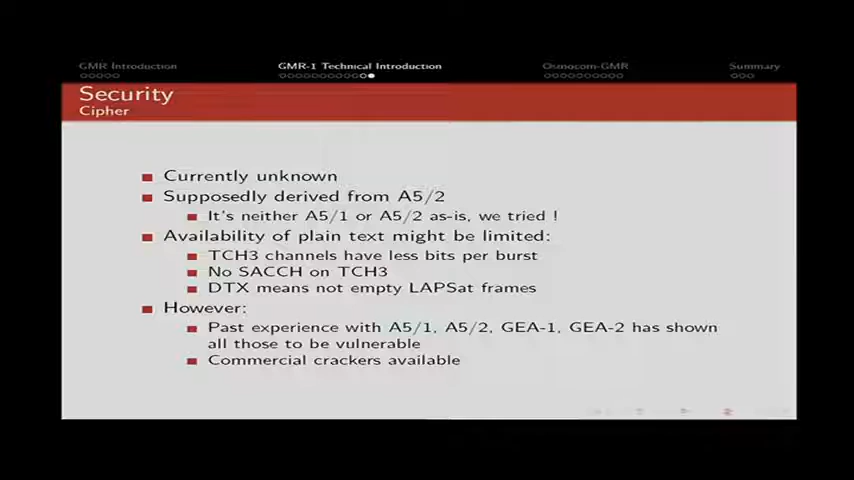 GMR Introduction
GMR-1 Technical Introduction
Osmocom-GMR
Summary
Security
Cipher
Currently unknown
Supposedly derived from A5/2
It's neither A5/1 or A5/2 as-is, we tried !
Availability of plain text might be limited:
TCH3 channels have less bits per burst
No SACCH on TCH3
DTX means not empty LAPSat frames
However:
Past experience with A5/1, A5/2, GEA-1, GEA-2 has shown
all those to be vulnerable
Commercial crackers available